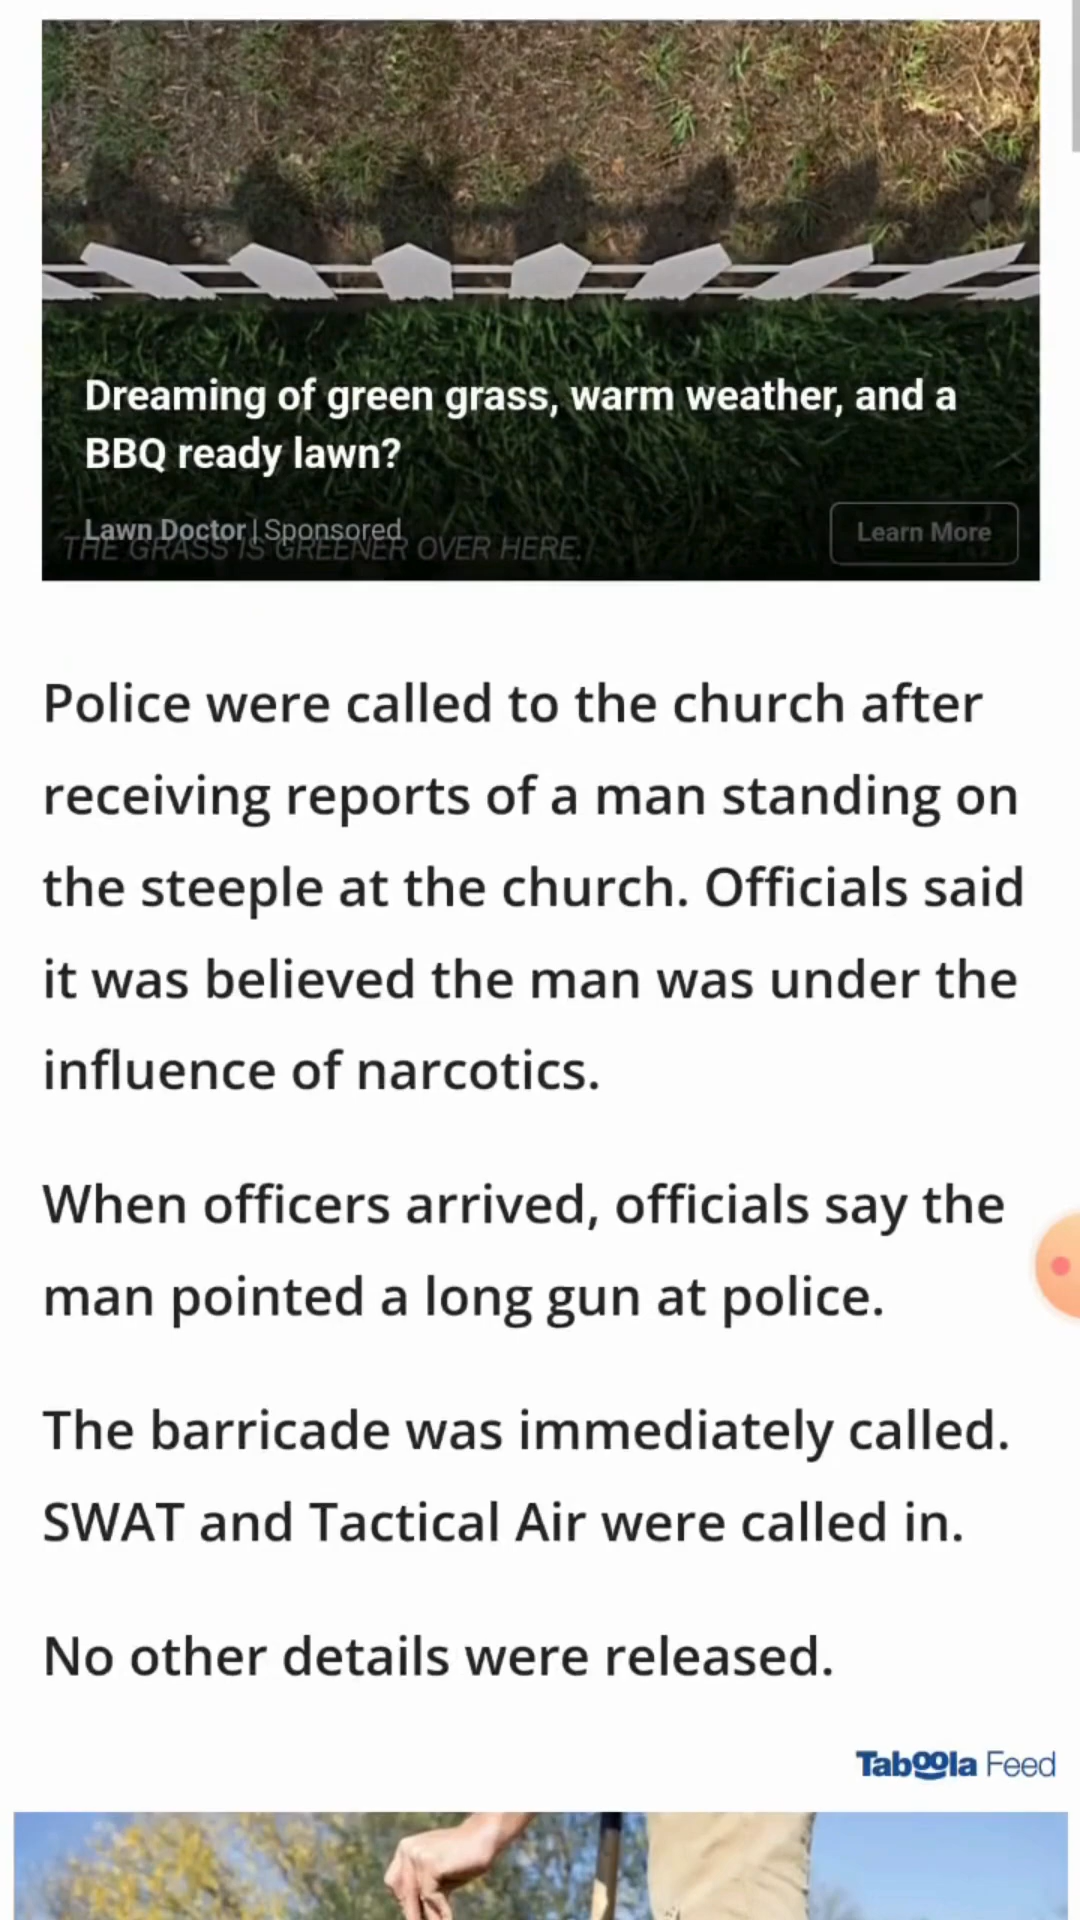 Dreaming of green grass, warm weather, and a
BBQ ready lawn?
Lawn Doctor | Sponsored
THE GRASS IS GREENER OVER HERE.
Learn More
Police were called to the church after
receiving reports of a man standing on
the steeple at the church. Officials said
it was believed the man was under the
influence of narcotics.
When officers arrived, officials say the
man pointed a long gun at police.
The barricade was immediately called.
SWAT and Tactical Air were called in.
No other details were released.
Taboola Feed